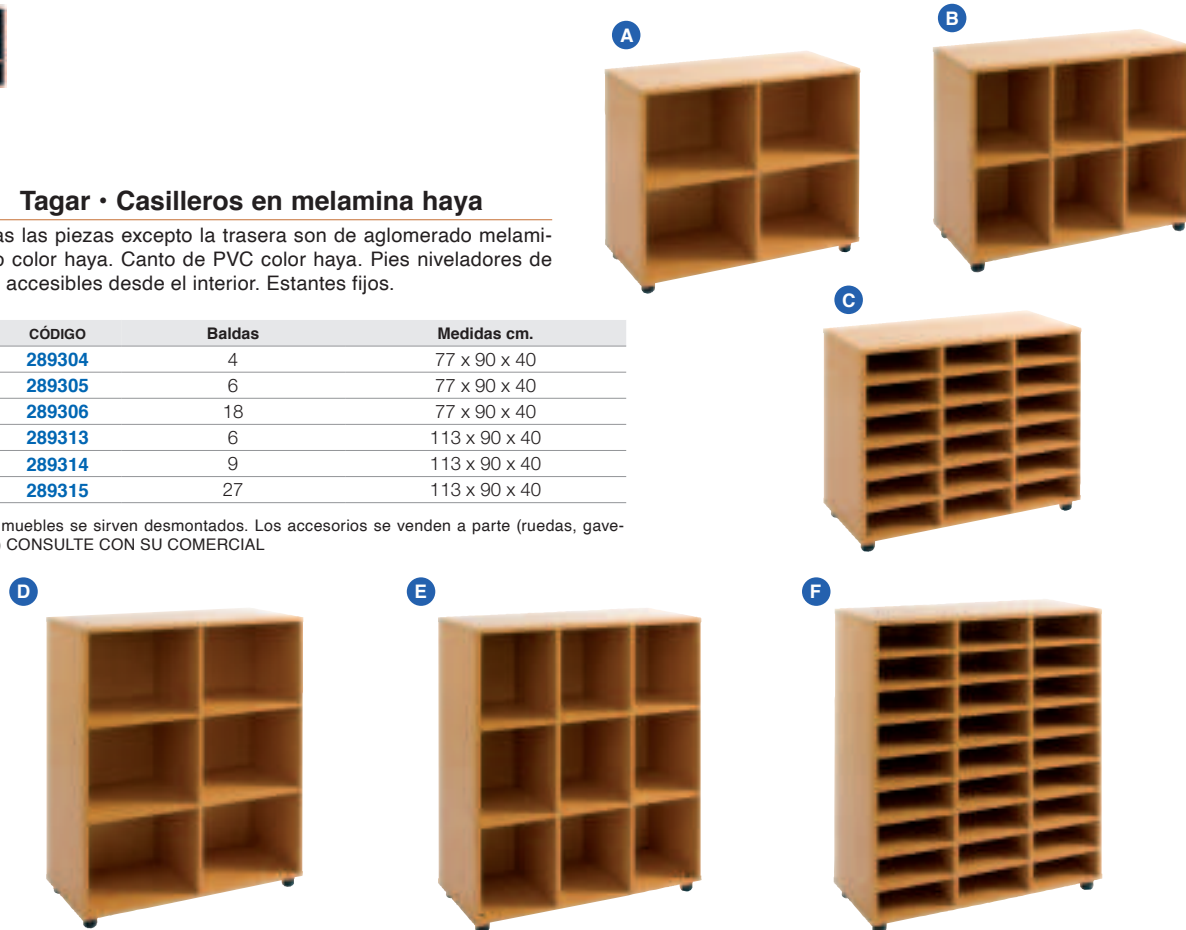 A
B
Tagar • Casilleros en melamina haya
as las piezas excepto la trasera son de aglomerado melami-
o color haya. Canto de PVC color haya. Pies niveladores de
accesibles desde el interior. Estantes fijos.
C
CÓDIGO Baldas Medidas cm.
289304 4 77 x 90 x 40
289305 6 77 x 90 x 40
289306 18 77 x 90 x 40
289313 6 113 x 90 x 40
289314 9 113 x 90 x 40
289315 27 113 x 90 x 40
muebles se sirven desmontados. Los accesorios se venden a parte (ruedas, gave-
) CONSULTE CON SU COMERCIAL
D
E
F